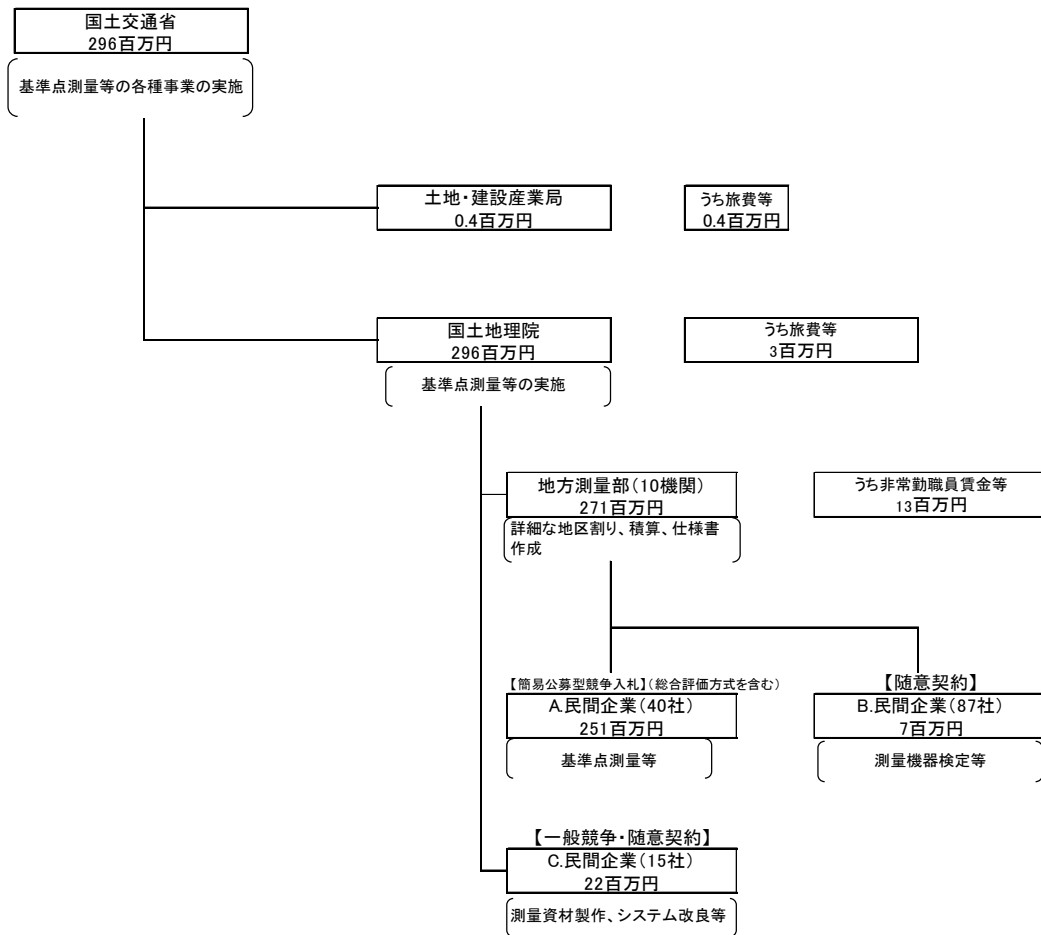 国土交通省
296百万円
基準点測量等の各種事業の実施
土地・建設産業局
0.4百万円
うち旅費等
0.4百万円
国土地理院
296百万円
うち旅費等
3百万円
基準点測量等の実施
地方測量部(10機関)
271百万円
うち非常勤職員賃金等
13百万円
詳細な地区割り、積算、仕様書
作成
【簡易公募型競争入札】(総合評価方式を含む)
A.民間企業(40社)
251百万円
基準点測量等
【随意契約】
B.民間企業(87社)
7百万円
測量機器検定等
【一般競争・随意契約】
C.民間企業(15社)
22百万円
測量資材製作、システム改良等